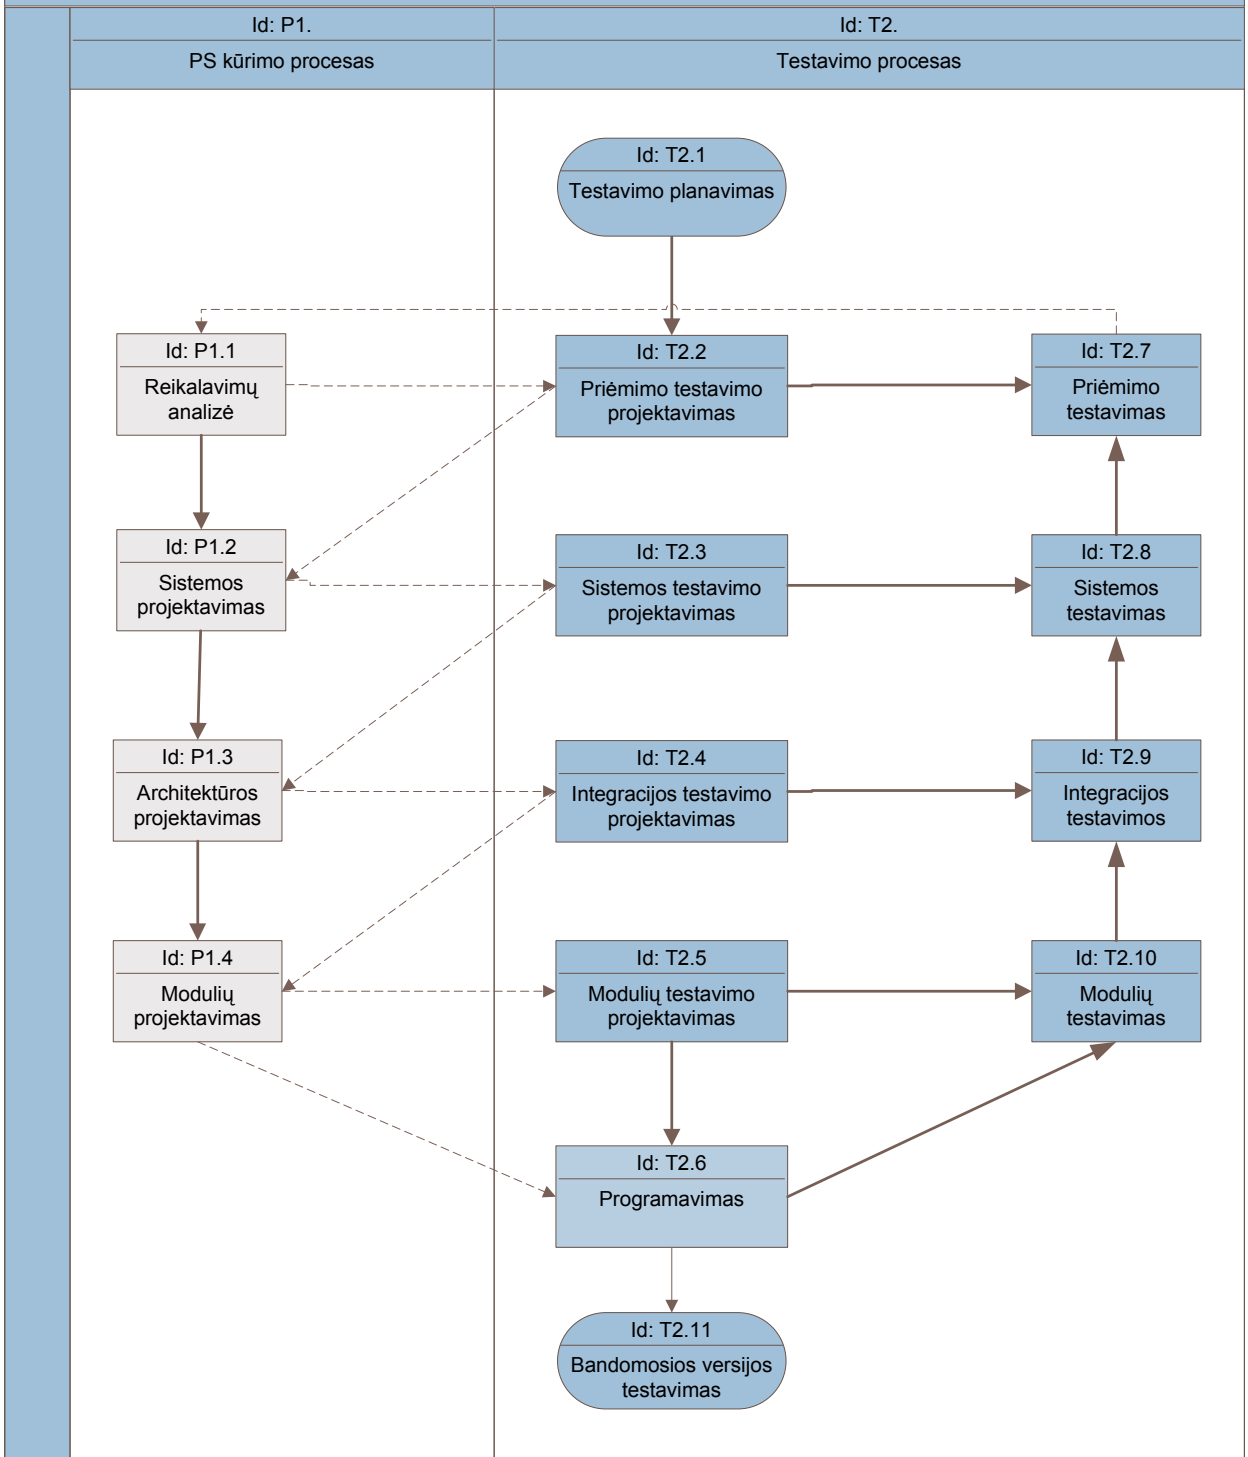 Id: P1.
PS kūrimo procesas
Id: T2.
Testavimo procesas
Id: T2.1
Testavimo planavimas
Id: P1.1
Reikalavimų
analizė
Id: T2.2
Priėmimo testavimo
projektavimas
Id: T2.7
Priėmimo
testavimas
Id: P1.2
Sistemos
projektavimas
Id: T2.3
Sistemos testavimo
projektavimas
Id: T2.8
Sistemos
testavimas
Id: P1.3
Architektūros
projektavimas
Id: T2.4
Integracijos testavimo
projektavimas
Id: T2.9
Integracijos
testavimos
Id: P1.4
Modulių
projektavimas
Id: T2.5
Modulių testavimo
projektavimas
Id: T2.10
Modulių
testavimas
Id: T2.6
Programavimas
Id: T2.11
Bandomosios versijos
testavimas